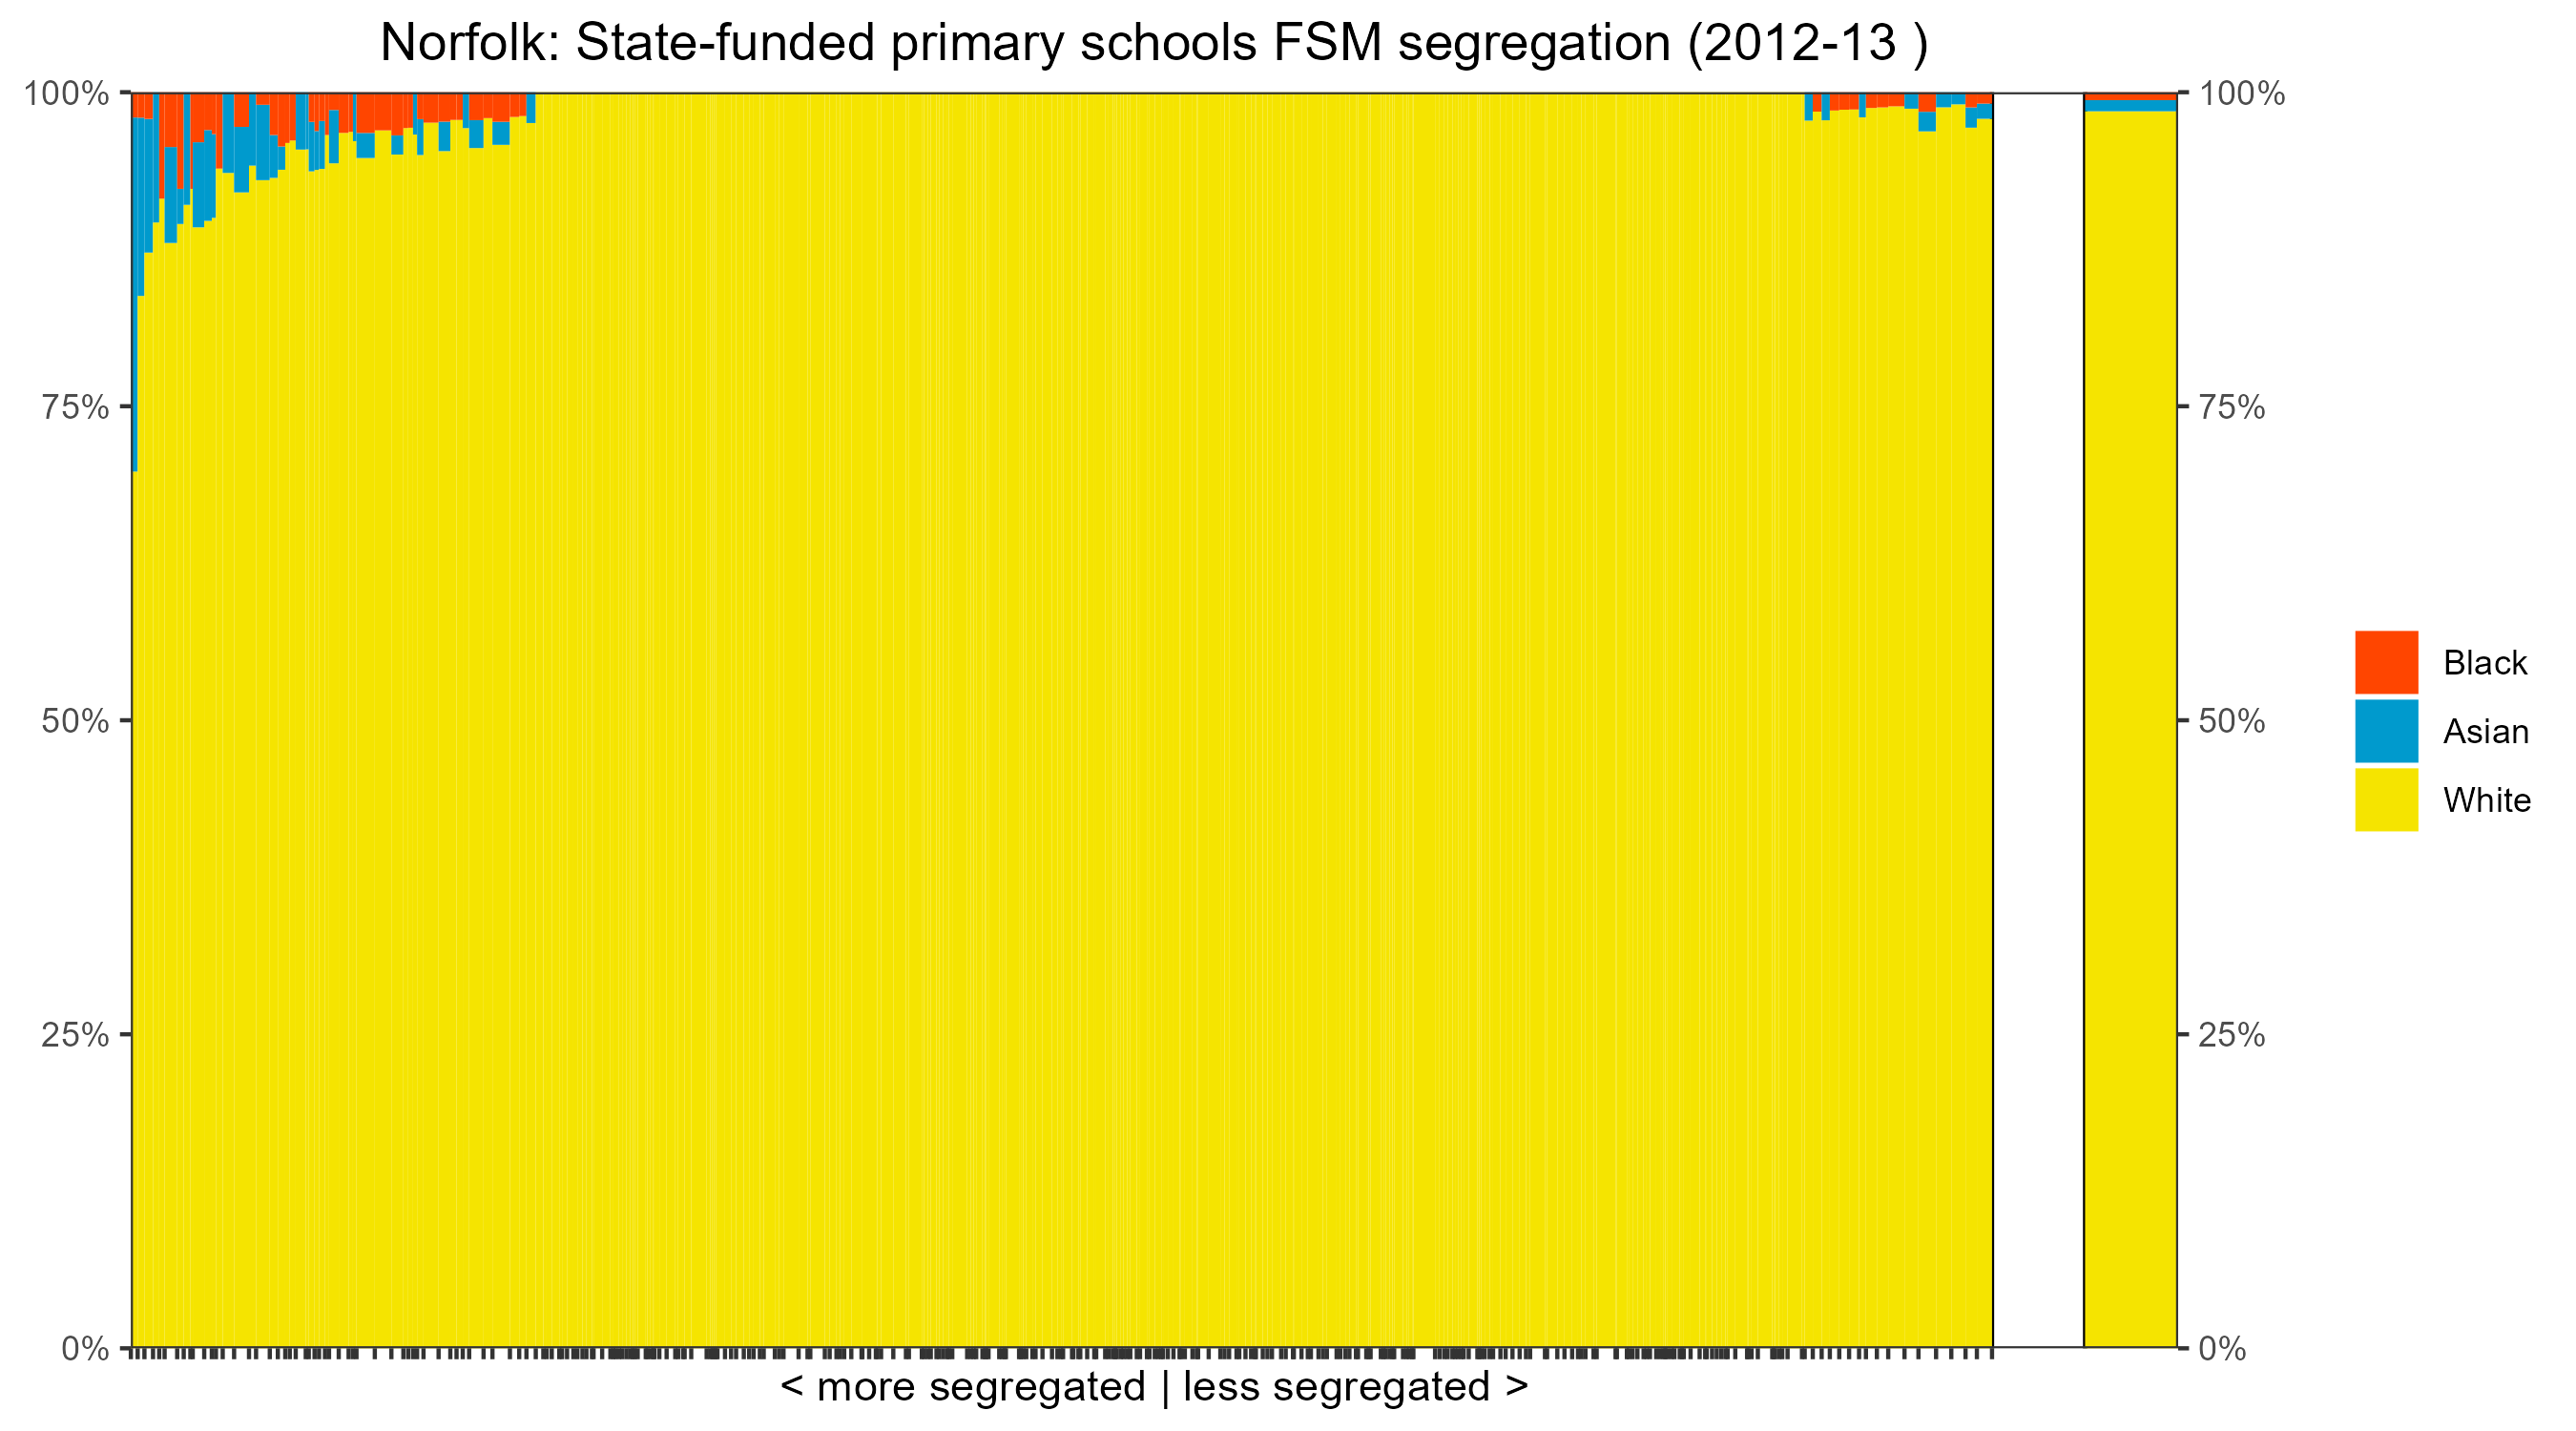 Norfolk: State-funded primary schools FSM segregation (2012-13 )
100%
75%
50%
25%
0%
100%
75%
50%
25%
0%
Black
Asian
White
< more segregated | less segregated >